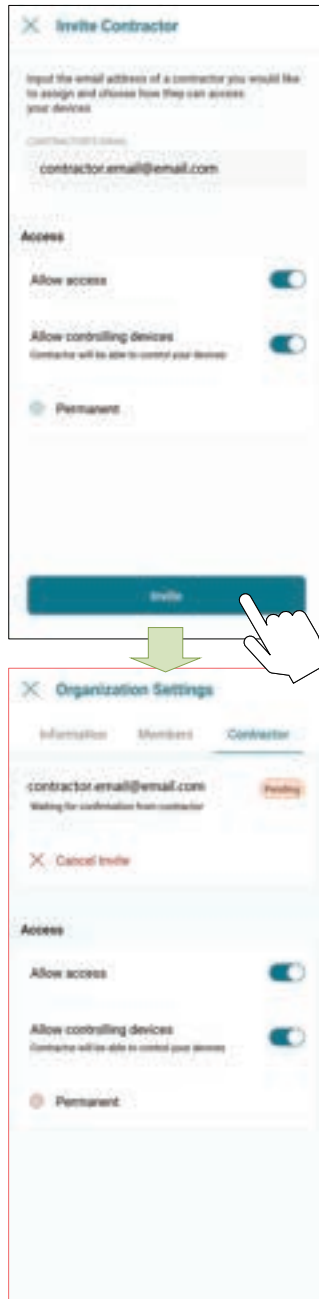 Invite Contractor
Input the email address of a contractor you would like
to assign and choose how they can access
your devices
CONTRACTOR'S EMAIL
contractor.email@email.com
Access
Allow access
Allow controlling devices
Contractor will be able to control your devices
Permanent
Invite
Organization Settings
Information Members Contractor
contractor.email@email.com Pending
Waiting for confirmation from contractor
Cancel Invite
Access
Allow access
Allow controlling devices
Contractor will be able to control your devices
Permanent